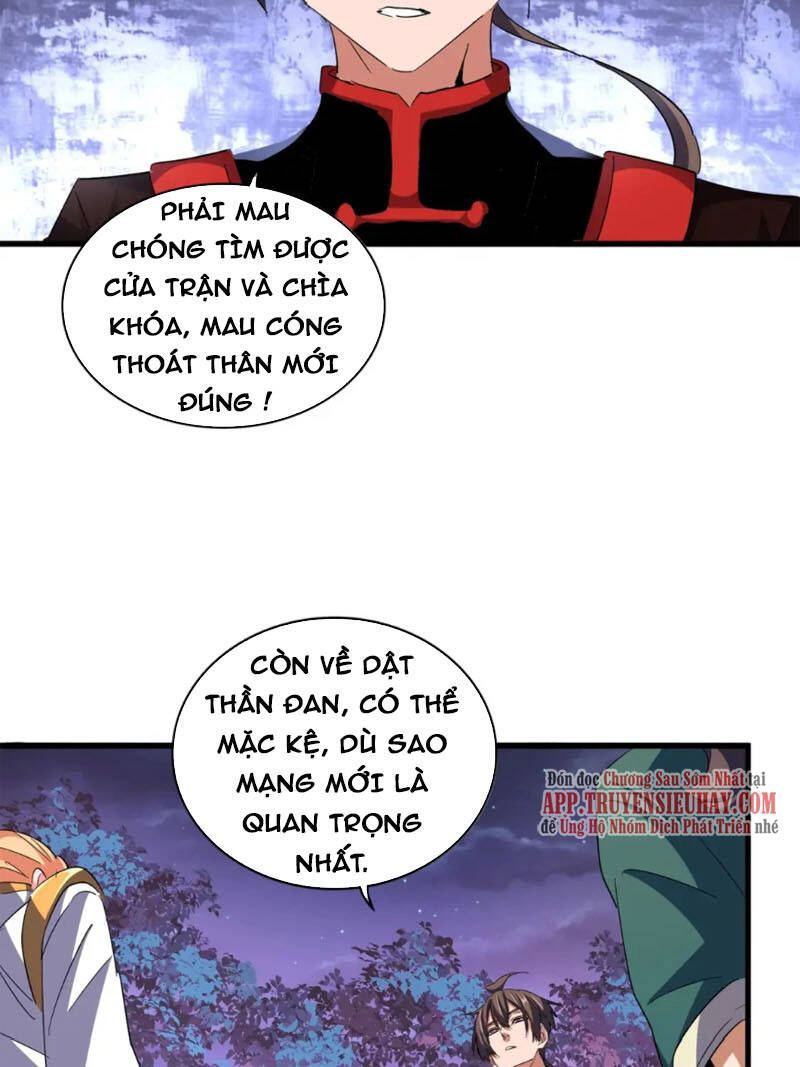 PHẢI MAU
CHÓNG TÌM ĐƯỢC
CỬA TRẬN VÀ CHÌA
KHÓA, MAU CÓNG
THOÁT THÂN MỚI
ĐÚNG !
CÒN VỀ DẬT
THẦN ĐAN, CÓ THỂ
MẶC KỆ, DÙ SAO
MẠNG MỚI LÀ
QUAN TRỌNG
NHẤT.
Đón đọc Chương Sau Sớm Nhất tại
APP.TRUYENSIEUHAY.COM
để Ủng Hộ Nhóm Dịch Phát Triển nhé